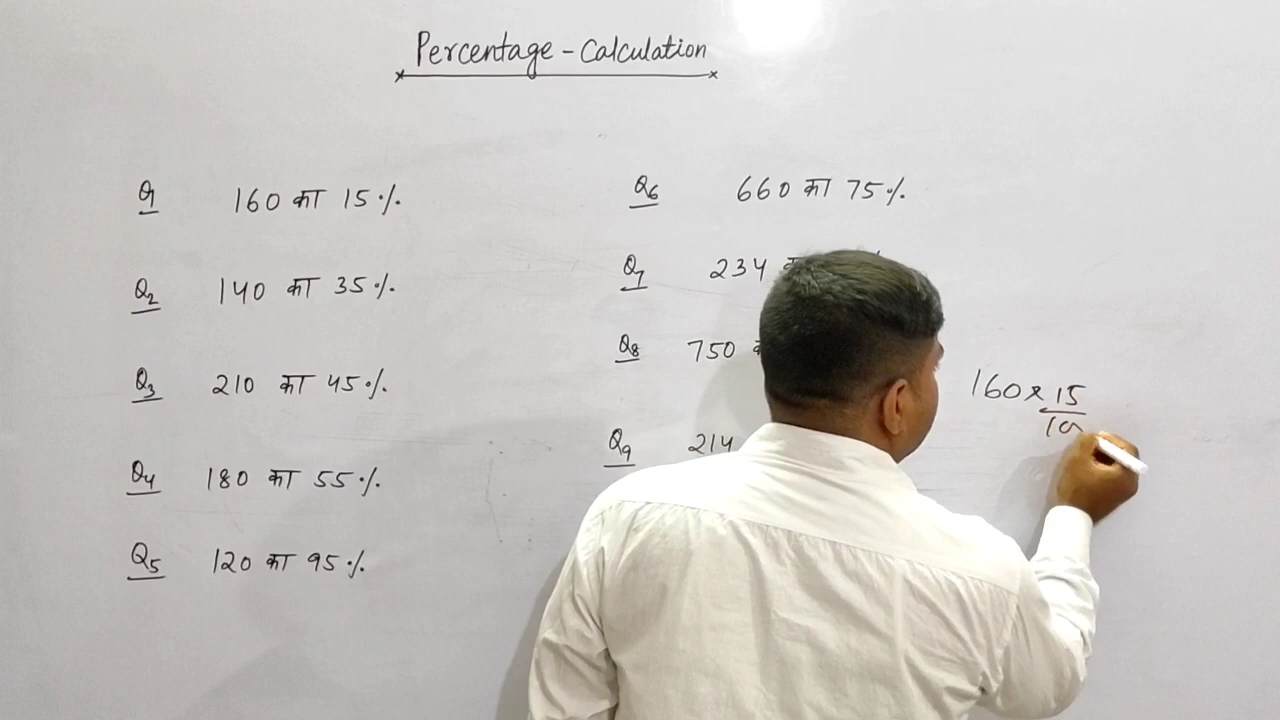 Percentage - Calculation
Q1 160 का 15%
Q2 140 का 35%
Q3 210 का 45%
Q4 180 का 55%
Q5 120 का 95%
Q6 660 का 75%
Q7 234
Q8 750
Q9 214
160 × 15
10